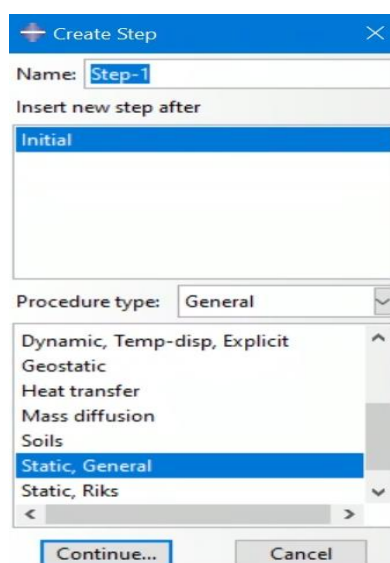 Create Step
Name: Step-1
Insert new step after
Initial
Procedure type: General
Dynamic, Temp-disp, Explicit
Geostatic
Heat transfer
Mass diffusion
Soils
Static, General
Static, Riks
Continue... Cancel